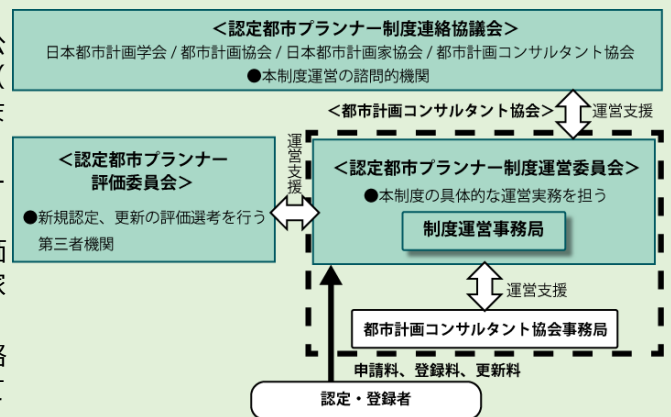 ＜認定都市プランナー制度連絡協議会＞
日本都市計画学会 / 都市計画協会 / 日本都市計画家協会 / 都市計画コンサルタント協会
●本制度運営の諮問的機関
＜都市計画コンサルタント協会＞
運営支援
＜認定都市プランナー
評価委員会＞
●新規認定、更新の評価選考を行う
第三者機関
運営支援
＜認定都市プランナー制度運営委員会＞
●本制度の具体的な運営実務を担う
制度運営事務局
運営支援
都市計画コンサルタント協会事務局
申請料、登録料、更新料
認定・登録者